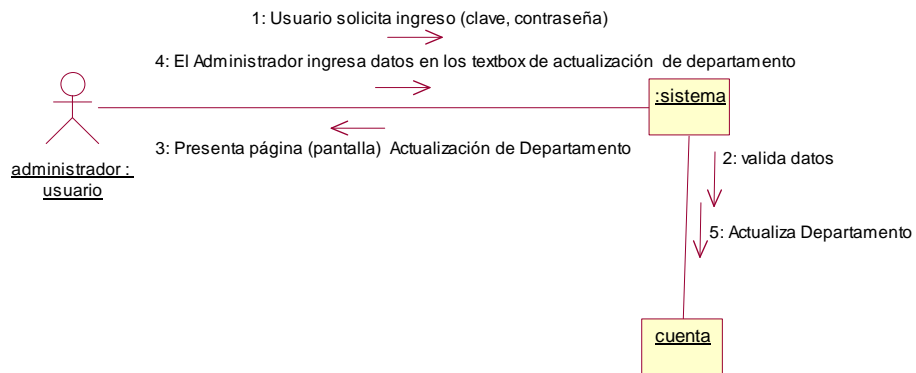 1: Usuario solicita ingreso (clave, contraseña)
4: El Administrador ingresa datos en los textbox de actualización de departamento
:sistema
3: Presenta página (pantalla) Actualización de Departamento
administrador :
usuario
2: valida datos
5: Actualiza Departamento
cuenta